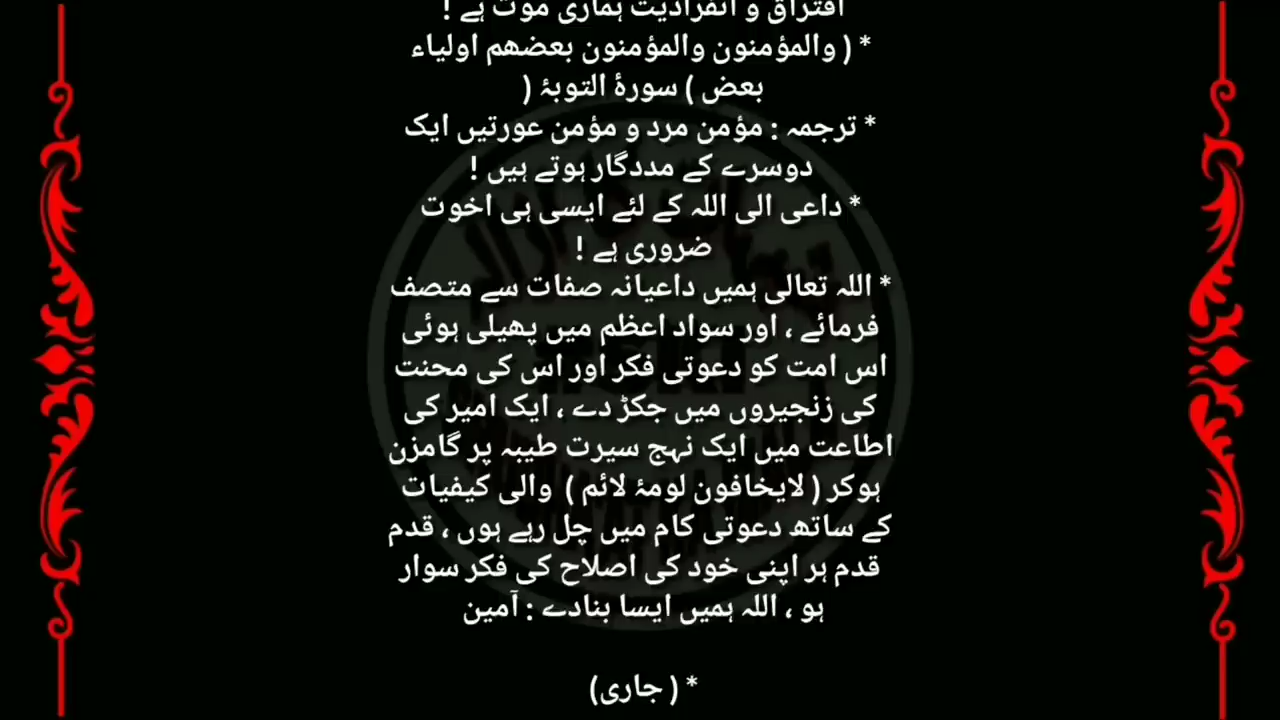 افتراق و انفرادیت ہماری موت ہے !
* ( والمؤمنون والمؤمنون بعضھم اولیاء
بعض ) سورۂ التوبۂ (
* ترجمہ : مؤمن مرد و مؤمن عورتیں ایک
دوسرے کے مددگار ہوتے ہیں !
* داعی الی اللہ کے لئے ایسی ہی اخوت
ضروری ہے !
* اللہ تعالی ہمیں داعیانہ صفات سے متصف
فرمائے ، اور سواد اعظم میں پھیلی ہوئی
اس امت کو دعوتی فکر اور اس کی محنت
کی زنجیروں میں جکڑ دے ، ایک امیر کی
اطاعت میں ایک نہج سیرت طیبہ پر گامزن
ہوکر ( لایخافون لومۂ لائم ) والی کیفیات
کے ساتھ دعوتی کام میں چل رہے ہوں ، قدم
قدم ہر اپنی خود کی اصلاح کی فکر سوار
ہو ، اللہ ہمیں ایسا بنادے : آمین
* ( جاری)